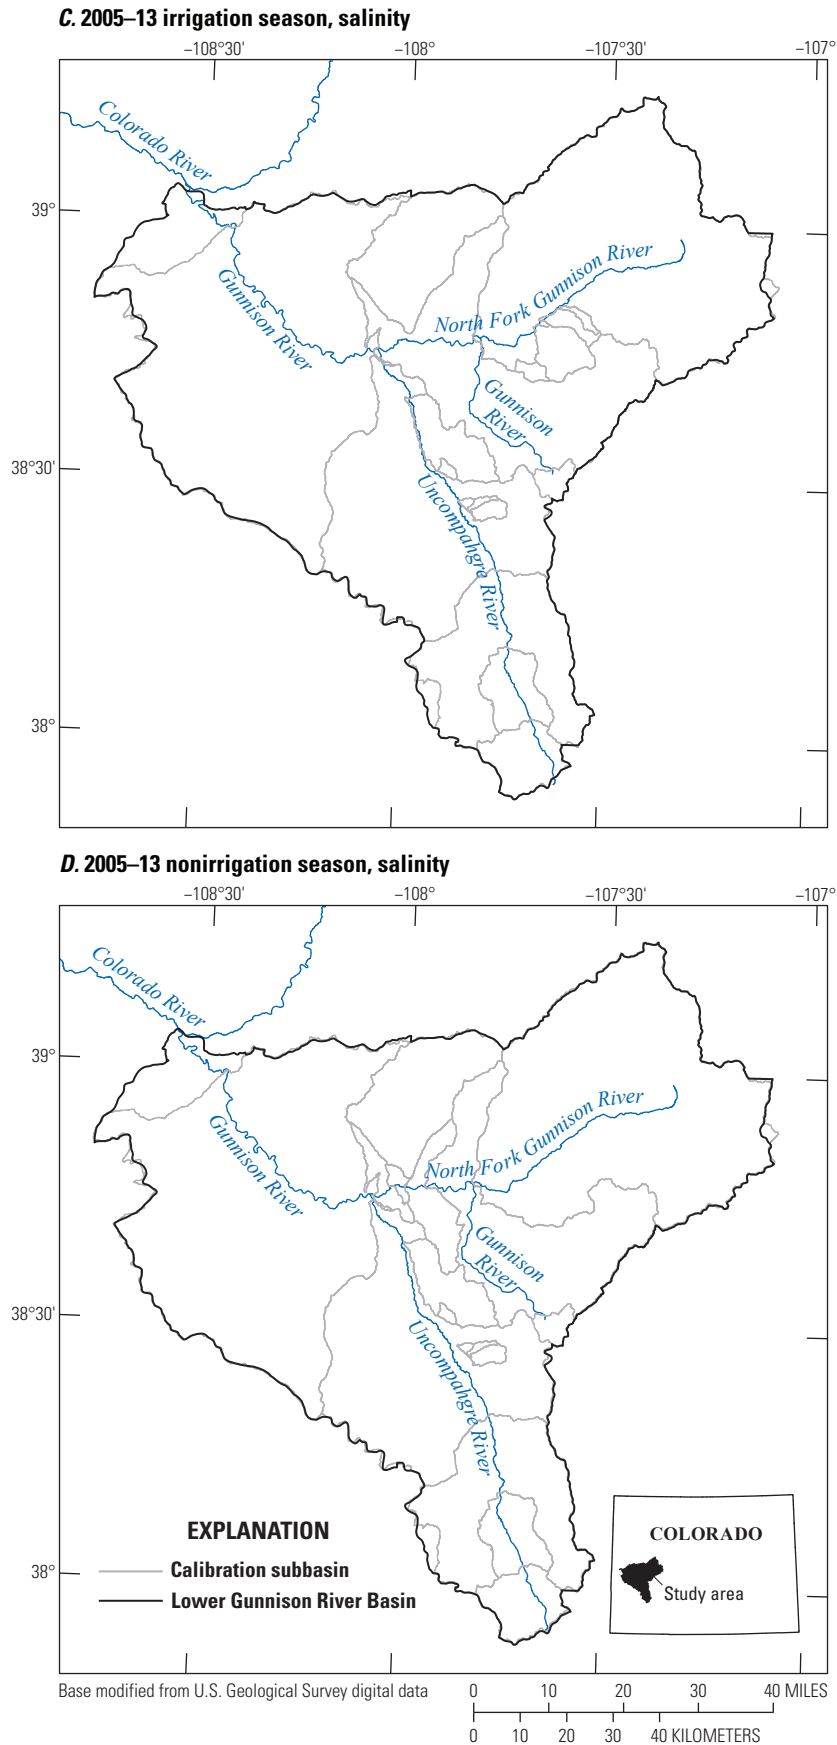 C. 2005–13 irrigation season, salinity
−108°30' −108° −107°30' −107°
Colorado River
39°
Gunnison River
North Fork Gunnison River
Gunnison
River
38°30'
Uncompahgre River
38°
D. 2005–13 nonirrigation season, salinity
−108°30' −108° −107°30' −107°
Colorado River
39°
Gunnison River
North Fork Gunnison River
Gunnison
River
38°30'
Uncompahgre River
38°
EXPLANATION
Calibration subbasin
Lower Gunnison River Basin
COLORADO
Study area
Base modified from U.S. Geological Survey digital data
0 10 20 30 40 MILES
0 10 20 30 40 KILOMETERS